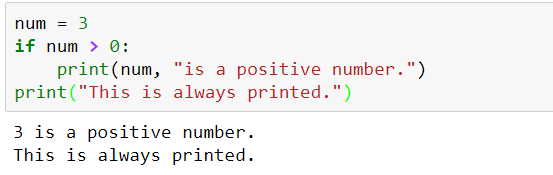 num = 3
if num > 0:
    print(num, "is a positive number.")
print("This is always printed.")
3 is a positive number.
This is always printed.